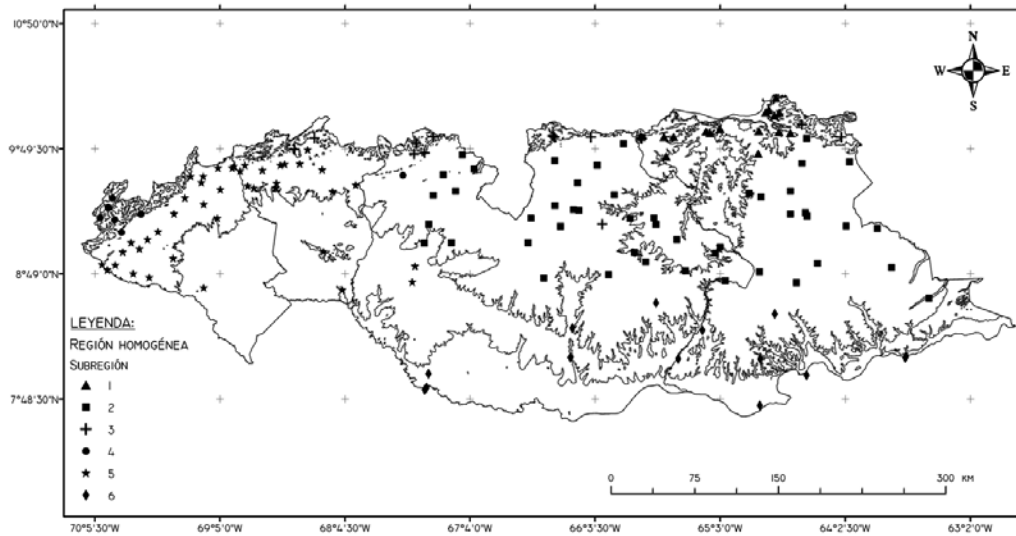 10°50'0"N
9°49'30"N
8°49'0"N
7°48'30"N
N
W
E
S
LEYENDA:
REGIÓN HOMOGÉNEA
SUBREGIÓN
1
2
3
4
5
6
0 75 150 300 KM
70°5'30"W 69°5'0"W 68°4'30"W 67°4'0"W 66°3'30"W 65°3'0"W 64°2'30"W 63°2'0"W